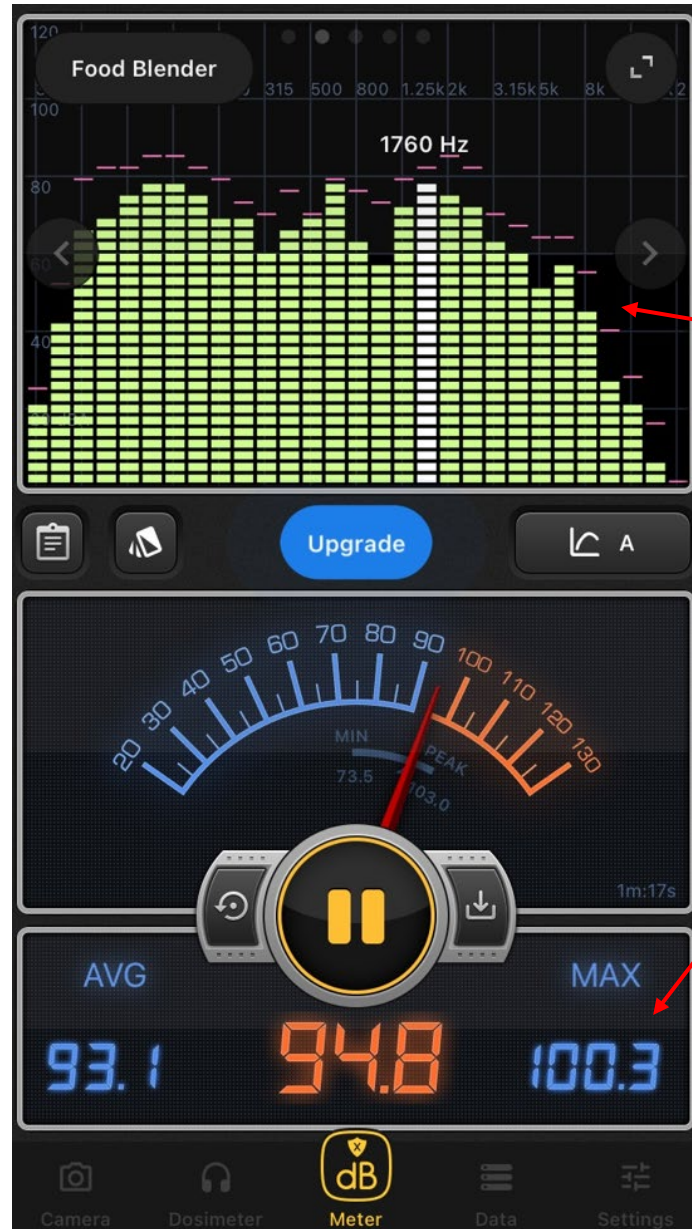 120
Food Blender
315 500 800 1.25k 2k 3.15k 5k 8k
100
1760 Hz
80
60
40
Upgrade
A
20 30 40 50 60 70 80 90 100 110 120 130
MIN
PEAK
73.5
103.0
1m:17s
AVG
MAX
93.1
94.8
100.3
X
dB
Camera Dosimeter Meter Data Settings